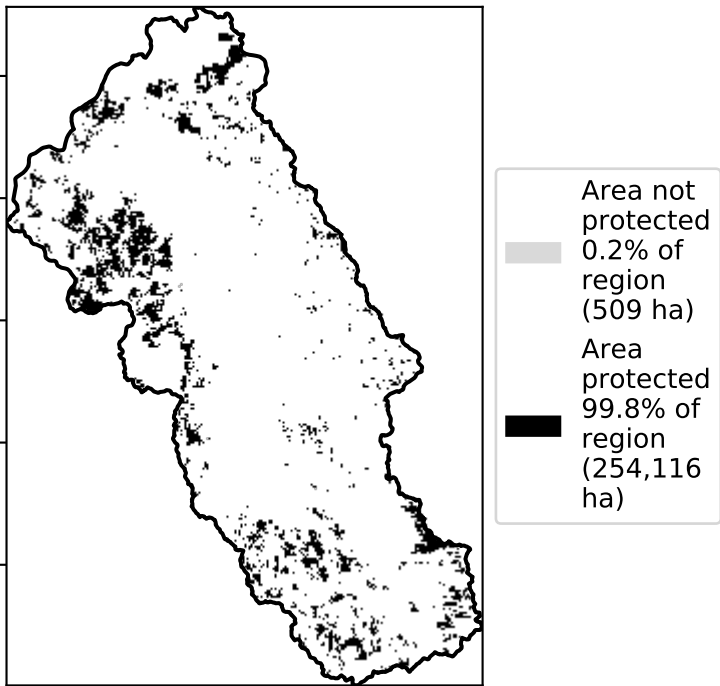 Area not
protected
0.2% of
region
(509 ha)
Area
protected
99.8% of
region
(254,116
ha)